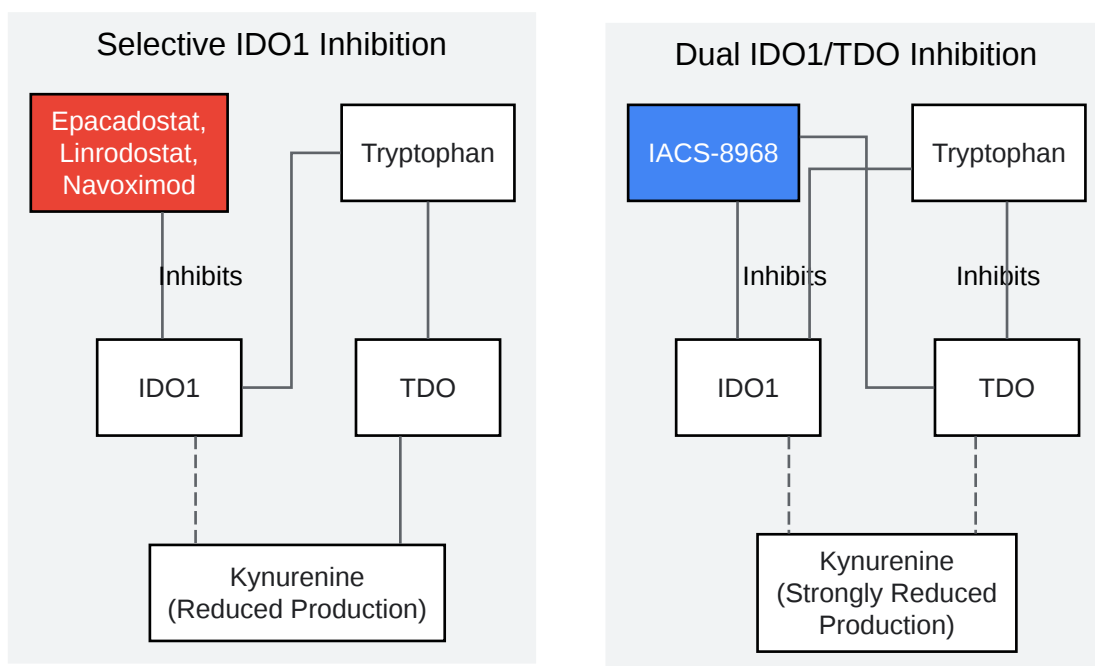 Selective IDO1 Inhibition
Epacadostat,
Linrodostat,
Navoximod
Tryptophan
Inhibits
IDO1
TDO
Kynurenine
(Reduced Production)
Dual IDO1/TDO Inhibition
IACS-8968
Tryptophan
Inhibits
Inhibits
IDO1
TDO
Kynurenine
(Strongly Reduced
Production)